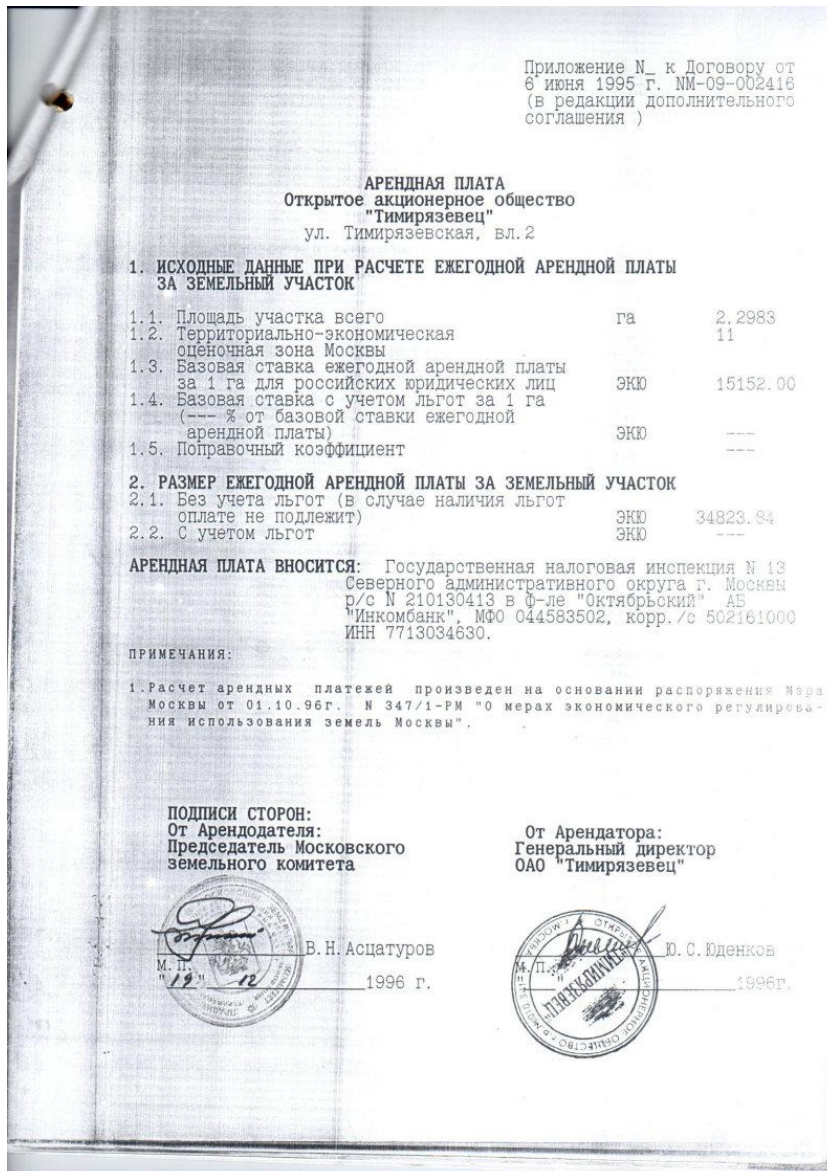 Приложение N_ к Договору от
6 июня 1995 г. NМ-09-002416
(в редакции дополнительного
соглашения )
АРЕНДНАЯ ПЛАТА
Открытое акционерное общество
"Тимирязевец"
ул. Тимирязевская, вл.2
1. ИСХОДНЫЕ ДАННЫЕ ПРИ РАСЧЕТЕ ЕЖЕГОДНОЙ АРЕНДНОЙ ПЛАТЫ
ЗА ЗЕМЕЛЬНЫЙ УЧАСТОК
1.1. Площадь участка всего га 2.2983
1.2. Территориально-экономическая 11
оценочная зона Москвы
1.3. Базовая ставка ежегодной арендной платы
за 1 га для российских юридических лиц ЭКЮ 15152.00
1.4. Базовая ставка с учетом льгот за 1 га
(--- % от базовой ставки ежегодной
арендной платы) ЭКЮ ---
1.5. Поправочный коэффициент ---
2. РАЗМЕР ЕЖЕГОДНОЙ АРЕНДНОЙ ПЛАТЫ ЗА ЗЕМЕЛЬНЫЙ УЧАСТОК
2.1. Без учета льгот (в случае наличия льгот
оплате не подлежит) ЭКЮ 34823.84
2.2. С учетом льгот ЭКЮ ---
АРЕНДНАЯ ПЛАТА ВНОСИТСЯ: Государственная налоговая инспекция N 13
Северного административного округа г. Москвы
р/с N 210130413 в ф-ле "Октябрьский" АБ
"Инкомбанк", МФО 044583502, корр./с 502161000
ИНН 7713034630.
ПРИМЕЧАНИЯ:
1.Расчет арендных платежей произведен на основании распоряжения Мэра
Москвы от 01.10.96г. N 347/1-РМ "О мерах экономического регулирова-
ния использования земель Москвы".
ПОДПИСИ СТОРОН:
От Арендодателя:
Председатель Московского
земельного комитета
В.Н.Асцатуров
М.П.
"19" 12 1996 г.
От Арендатора:
Генеральный директор
ОАО "Тимирязевец"
Ю.С.Юденков
М.П.
1996г.
ОТКРЫТОЕ АКЦИОНЕРНОЕ ОБЩЕСТВО
"ТИМИРЯЗЕВЕЦ"
МОСКВА